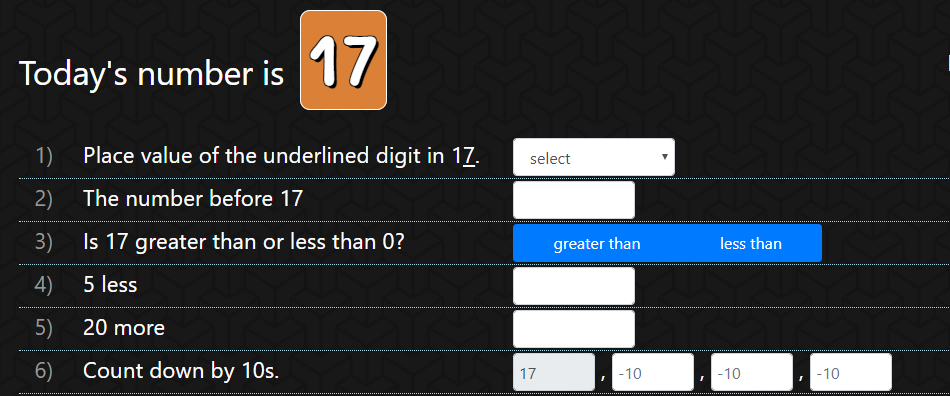 Today's number is 17
1) Place value of the underlined digit in 17. select
2) The number before 17
3) Is 17 greater than or less than 0? greater than less than
4) 5 less
5) 20 more
6) Count down by 10s. 17 , -10 , -10 , -10